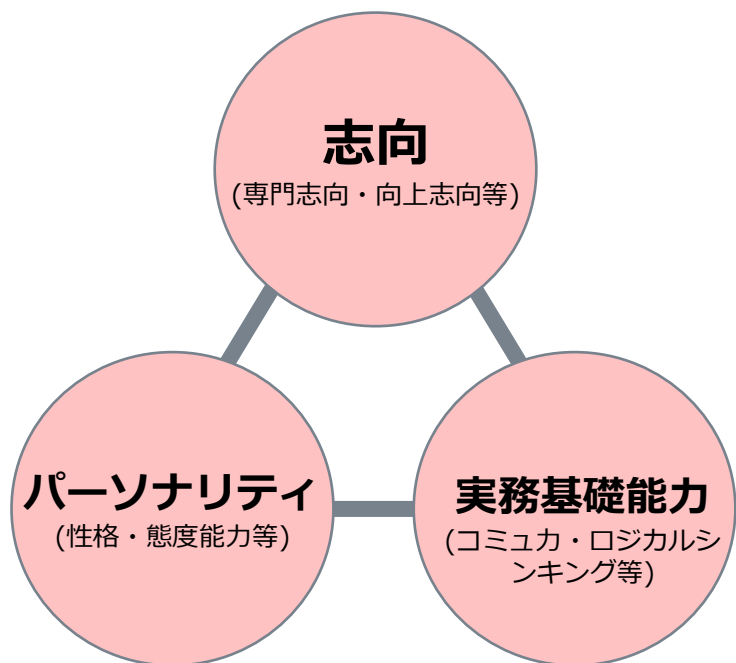 志向
(専門志向・向上志向等)
パーソナリティ
(性格・態度能力等)
実務基礎能力
(コミュ力・ロジカルシ
ンキング等)